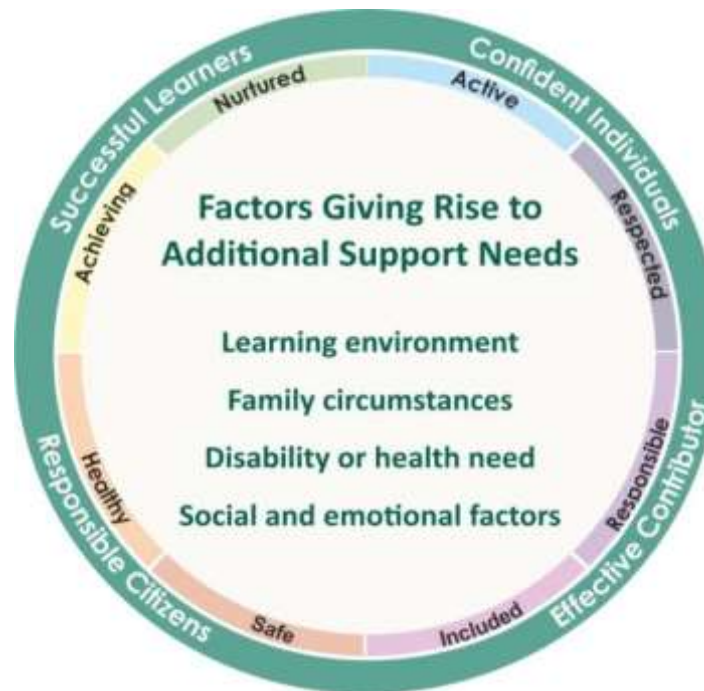 Successful Learners
Confident Individuals
Nurtured
Active
Achieving
Respected
Factors Giving Rise to
Additional Support Needs
Learning environment
Family circumstances
Disability or health need
Social and emotional factors
Healthy
Responsible
Responsible Citizens
Effective Contributor
Safe
Included